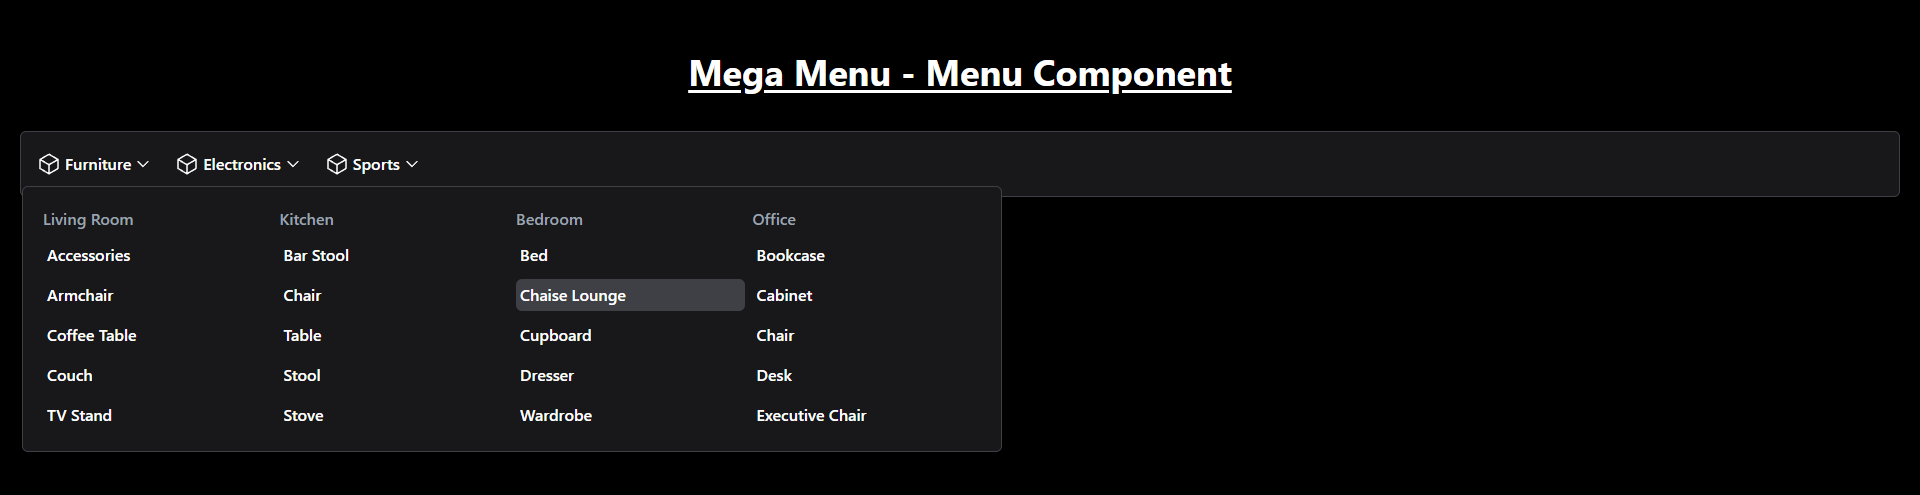 Mega Menu - Menu Component
Furniture Electronics Sports
Living Room Kitchen Bedroom Office
Accessories Bar Stool Bed Bookcase
Armchair Chair Chaise Lounge Cabinet
Coffee Table Table Cupboard Chair
Couch Stool Dresser Desk
TV Stand Stove Wardrobe Executive Chair